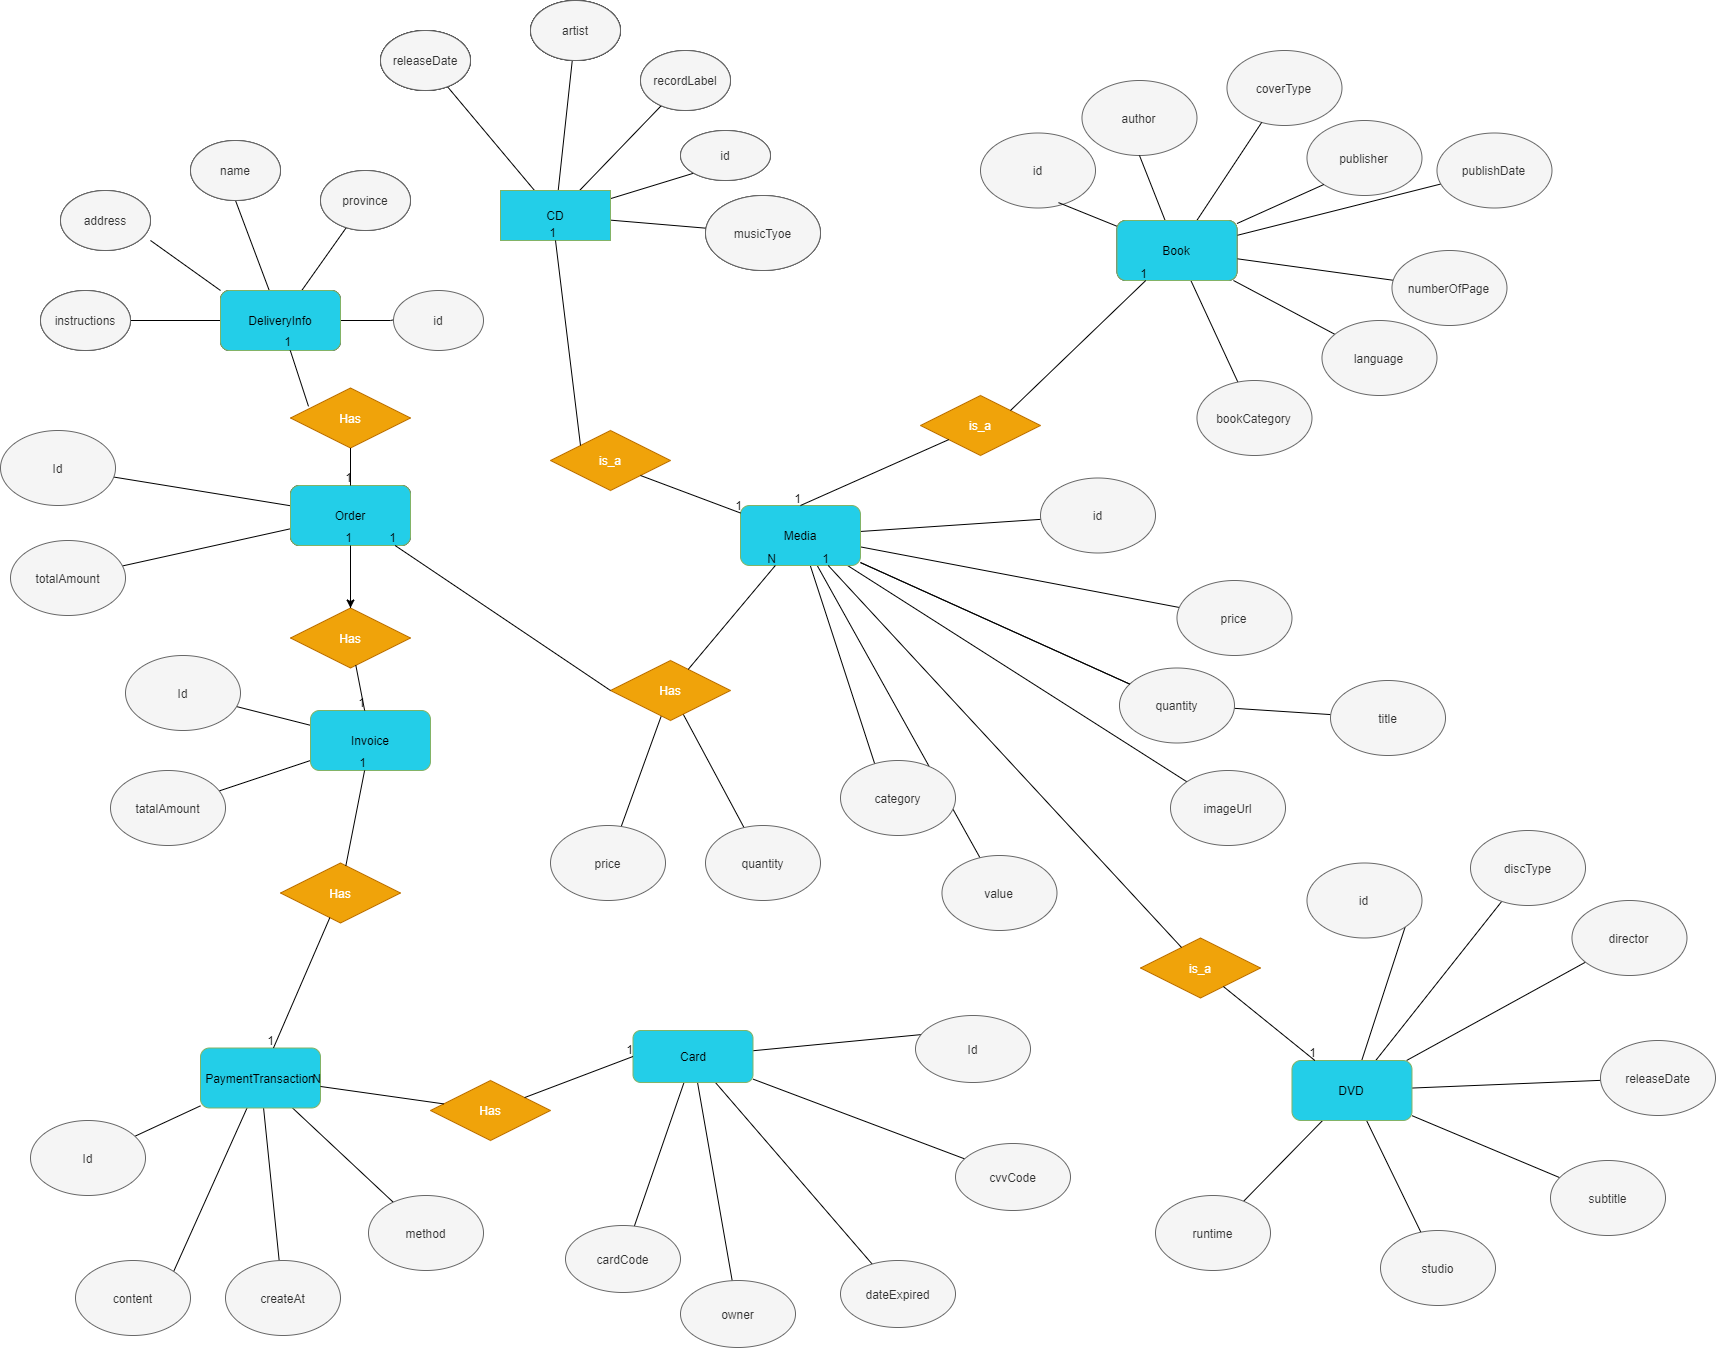 artist
releaseDate
recordLabel
coverType
author
id
name
publisher
id
publishDate
province
address
CD
1
musicTyoe
Book
1
numberOfPage
instructions
DeliveryInfo
1
id
language
Has
bookCategory
is_a
is_a
Id
1
1
1
Order
1
1
id
Media
N
1
totalAmount
price
Has
Has
Id
1
quantity
title
Invoice
1
category
imageUrl
tatalAmount
price
quantity
value
discType
Has
id
director
is_a
1
1
Id
Card
1
PaymentTransaction
N
DVD
releaseDate
Has
Id
cvvCode
subtitle
method
runtime
cardCode
studio
content
createAt
dateExpired
owner